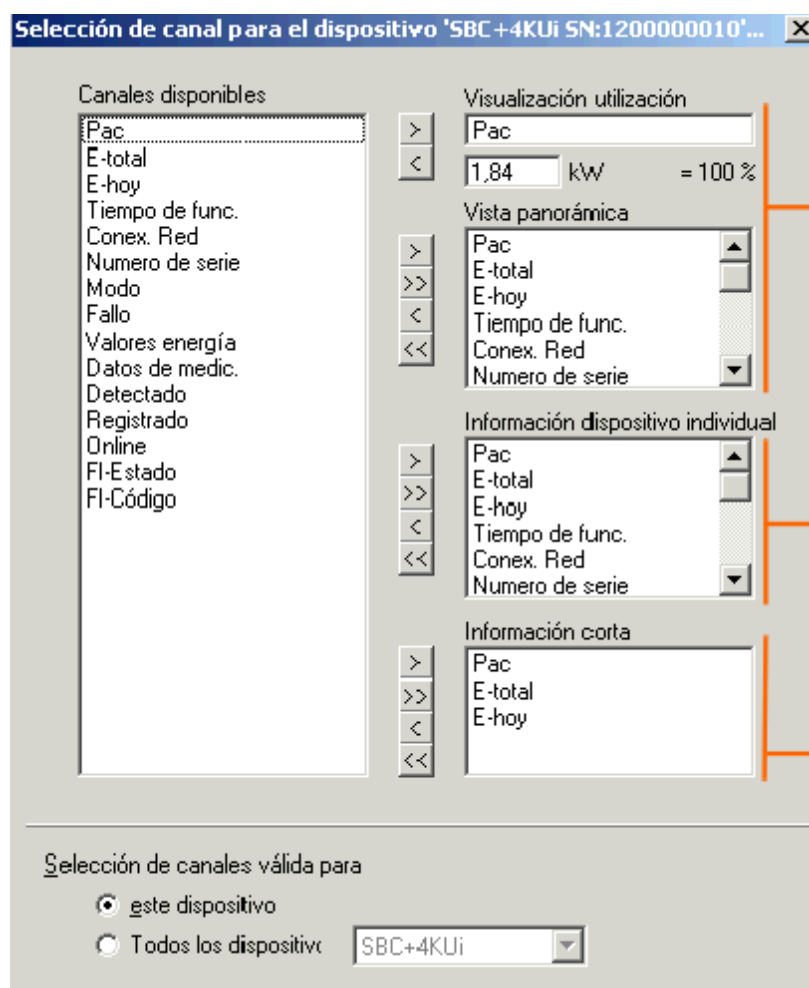 Selección de canal para el dispositivo 'SBC+4KUi SN:1200000010'...
Canales disponibles
Pac
E-total
E-hoy
Tiempo de func.
Conex. Red
Numero de serie
Modo
Fallo
Valores energía
Datos de medic.
Detectado
Registrado
Online
FI-Estado
FI-Código
>
<
Visualización utilización
Pac
1,84 kW = 100 %
>
>>
<
<<
Vista panorámica
Pac
E-total
E-hoy
Tiempo de func.
Conex. Red
Numero de serie
>
>>
<
<<
Información dispositivo individual
Pac
E-total
E-hoy
Tiempo de func.
Conex. Red
Numero de serie
>
>>
<
<<
Información corta
Pac
E-total
E-hoy
Selección de canales válida para
este dispositivo
Todos los dispositivo SBC+4KUi